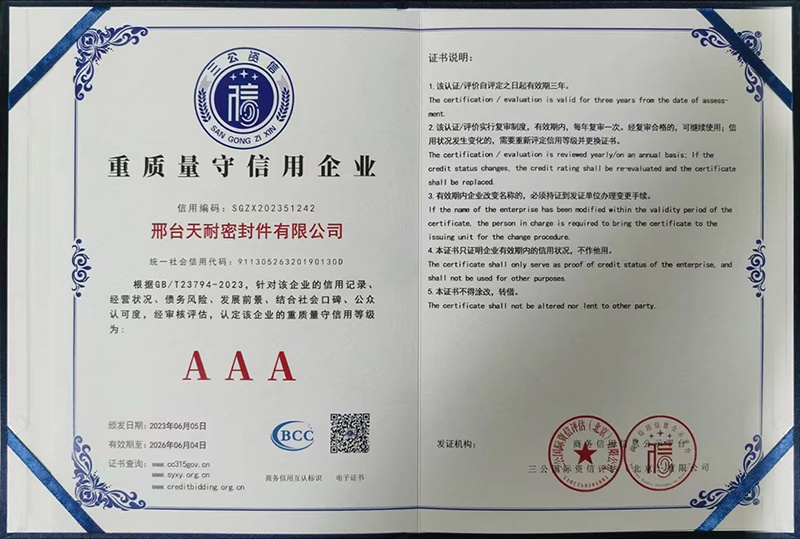 三公资信
信
SAN GONG ZI XIN
重质量守信用企业
信用编码：SGZX202351242
邢台天耐密封件有限公司
统一社会信用代码：91130526320190130D
根据GB/T23794-2023，针对该企业的信用记录、
经营状况、债务风险、发展前景、结合社会口碑、公众
认可度，经审核评估，认定该企业的重质量守信用等级
为：
AAA
颁发日期：2023年06月05日
有效期至：2026年06月04日
证书查询：www.cc315gov.cn
www.syxy.org.cn
www.creditbidding.org.cn
BCC
商务信用互认标识
电子证书
证书说明：
1. 该认证/评价自评定之日起有效期三年。
The certification / evaluation is valid for three years from the date of assess-
ment.
2. 该认证/评价实行复审制度，有效期内，每年复审一次。经复审合格的，可继续使用；信
用状况发生变化的，需要重新评定信用等级并更换证书。
The certification / evaluation is reviewed yearly/on an annual basis; If the
credit status changes, the credit rating shall be re-evaluated and the certificate
shall be replaced.
3. 有效期内企业改变名称的，必须持证到发证单位办理变更手续。
If the name of the enterprise has been modified within the validity period of the
certificate, the person in charge is required to bring the certificate to the
issuing unit for the change procedure.
4. 本证书只证明企业有效期内的信用状况，不作他用。
The certificate shall only serve as proof of credit status of the enterprise, and
shall not be used for other purposes.
5. 本证书不得涂改，转借。
The certificate shall not be altered nor lent to other party.
发证机构：
商务信用信息公示平台
三公国际资信评估（北京）有限公司